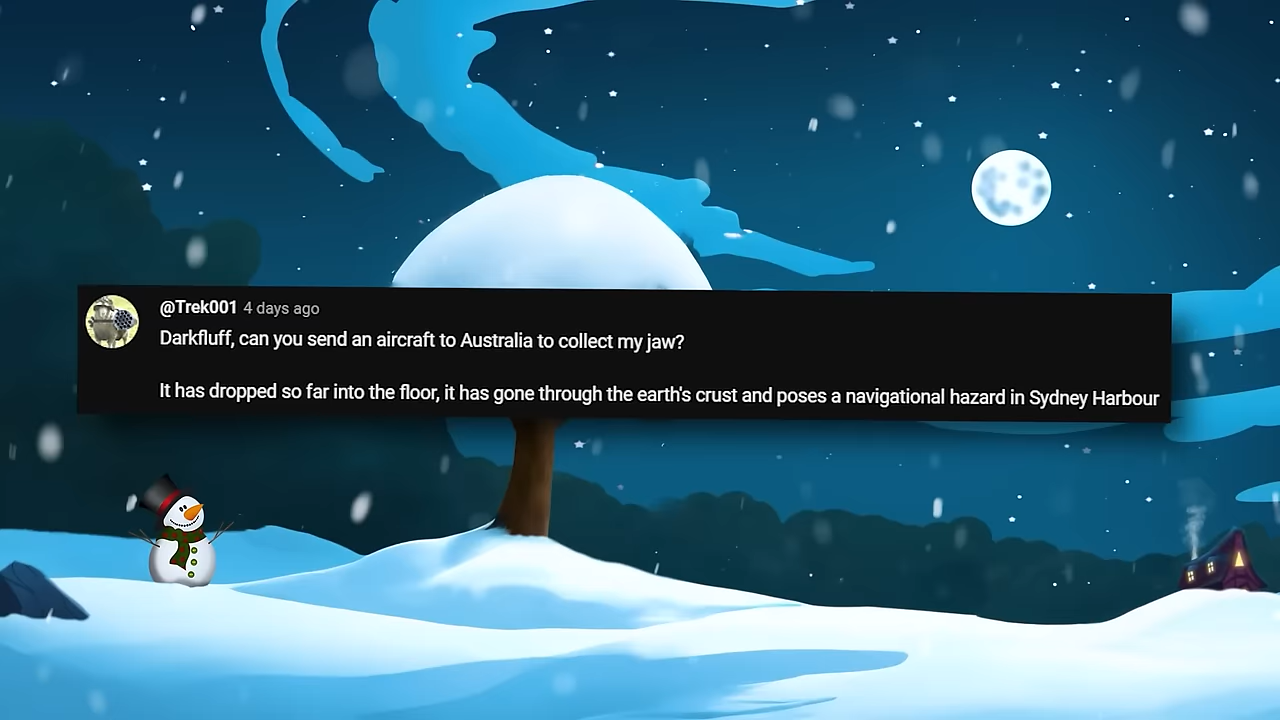 @Trek001 4 days ago
Darkfluff, can you send an aircraft to Australia to collect my jaw?
It has dropped so far into the floor, it has gone through the earth's crust and poses a navigational hazard in Sydney Harbour